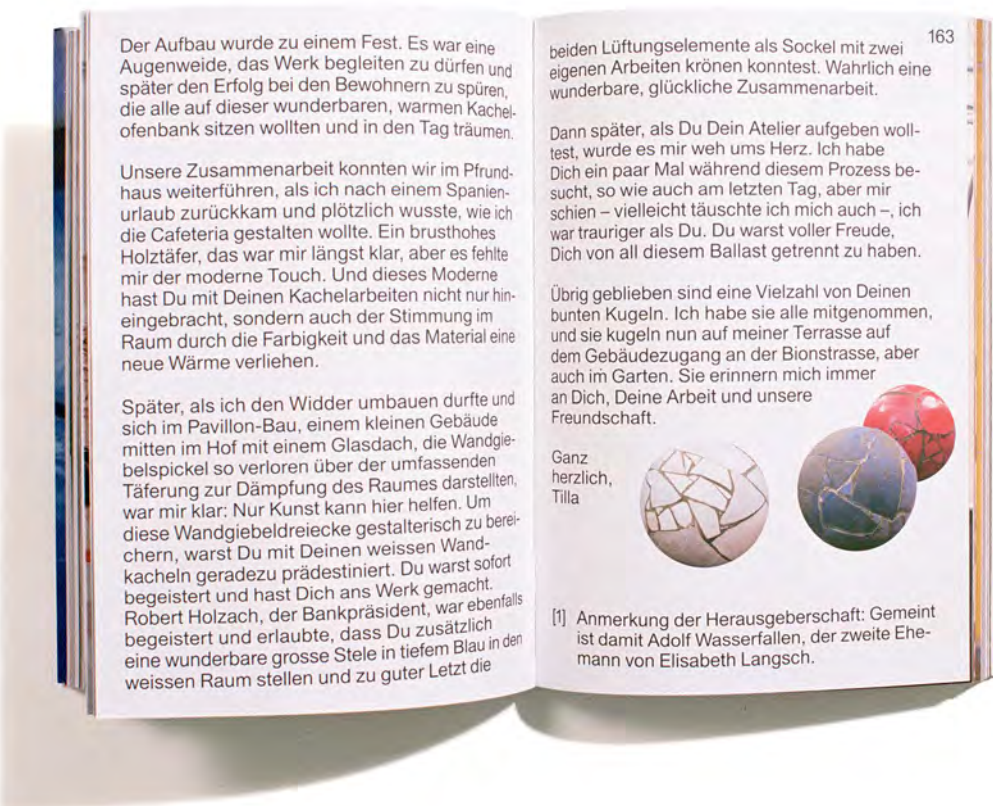 Der Aufbau wurde zu einem Fest. Es war eine
Augenweide, das Werk begleiten zu dürfen und
später den Erfolg bei den Bewohnern zu spüren,
die alle auf dieser wunderbaren, warmen Kachel-
ofenbank sitzen wollten und in den Tag träumen.
Unsere Zusammenarbeit konnten wir im Pfrund-
haus weiterführen, als ich nach einem Spanien-
urlaub zurückkam und plötzlich wusste, wie ich
die Cafeteria gestalten wollte. Ein brusthohes
Holztäfer, das war mir längst klar, aber es fehlte
mir der moderne Touch. Und dieses Moderne
hast Du mit Deinen Kachelarbeiten nicht nur hin-
eingebracht, sondern auch der Stimmung im
Raum durch die Farbigkeit und das Material eine
neue Wärme verliehen.
Später, als ich den Widder umbauen durfte und
sich im Pavillon-Bau, einem kleinen Gebäude
mitten im Hof mit einem Glasdach, die Wandgie-
belspickel so verloren über der umfassenden
Täferung zur Dämpfung des Raumes darstellten,
war mir klar: Nur Kunst kann hier helfen. Um
diese Wandgiebeldreiecke gestalterisch zu berei-
chern, warst Du mit Deinen weissen Wand-
kacheln geradezu prädestiniert. Du warst sofort
begeistert und hast Dich ans Werk gemacht.
Robert Holzach, der Bankpräsident, war ebenfalls
begeistert und erlaubte, dass Du zusätzlich
eine wunderbare grosse Stele in tiefem Blau in den
weissen Raum stellen und zu guter Letzt die
163
beiden Lüftungselemente als Sockel mit zwei
eigenen Arbeiten krönen konntest. Wahrlich eine
wunderbare, glückliche Zusammenarbeit.
Dann später, als Du Dein Atelier aufgeben woll-
test, wurde es mir weh ums Herz. Ich habe
Dich ein paar Mal während diesem Prozess be-
sucht, so wie auch am letzten Tag, aber mir
schien – vielleicht täuschte ich mich auch –, ich
war trauriger als Du. Du warst voller Freude,
Dich von all diesem Ballast getrennt zu haben.
Übrig geblieben sind eine Vielzahl von Deinen
bunten Kugeln. Ich habe sie alle mitgenommen,
und sie kugeln nun auf meiner Terrasse auf
dem Gebäudezugang an der Bionstrasse, aber
auch im Garten. Sie erinnern mich immer
an Dich, Deine Arbeit und unsere
Freundschaft.
Ganz
herzlich,
Tilla
[1] Anmerkung der Herausgeberschaft: Gemeint
ist damit Adolf Wasserfallen, der zweite Ehe-
mann von Elisabeth Langsch.